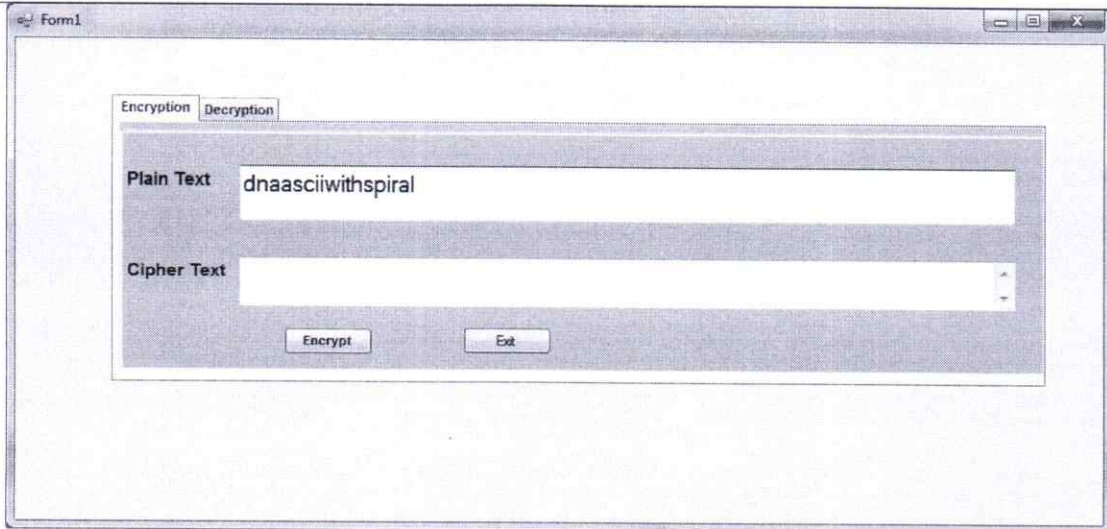 Form1
Encryption Decryption
Plain Text
dnaasciiwithspiral
Cipher Text
Encrypt Exit